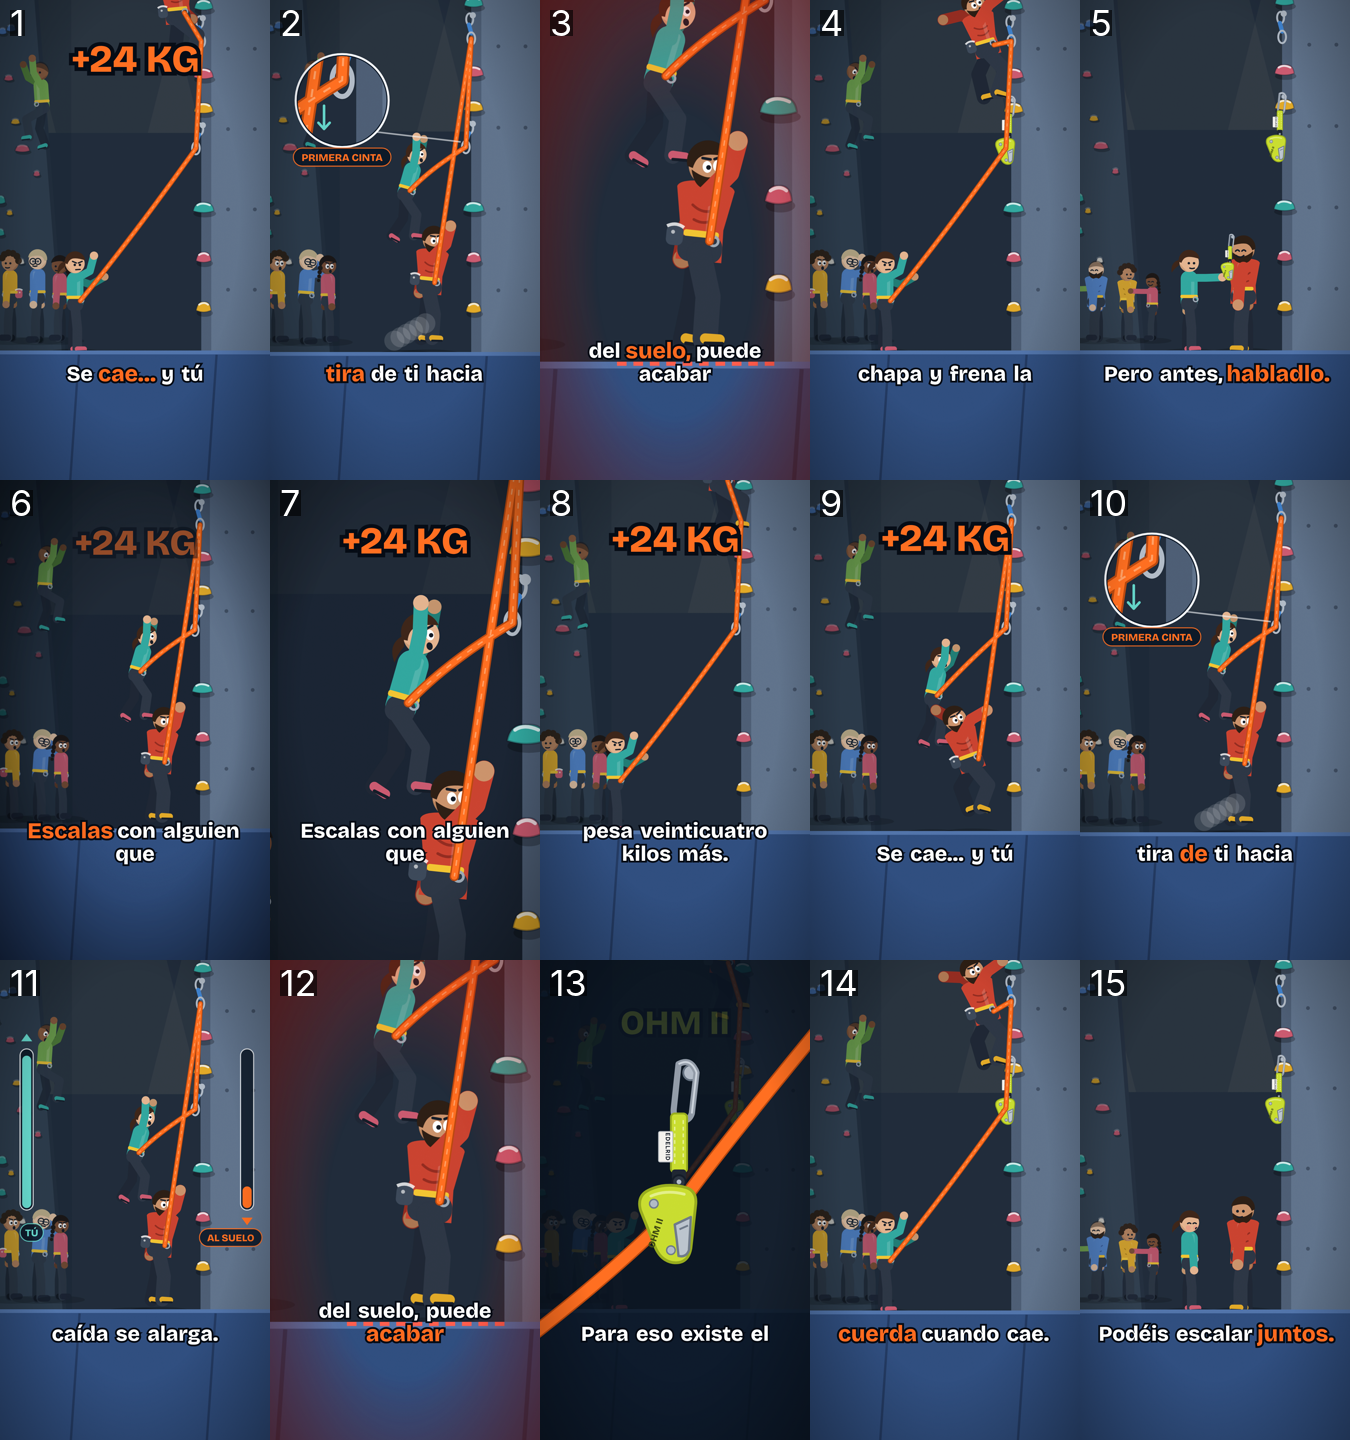 1
+24 KG
Se cae... y tú
2
PRIMERA CINTA
tira de ti hacia
3
del suelo, puede
acabar
4
chapa y frena la
5
Pero antes, habladlo.
6
+24 KG
Escalas con alguien
que
7
+24 KG
Escalas con alguien
que
8
+24 KG
pesa veinticuatro
kilos más.
9
+24 KG
Se cae... y tú
10
PRIMERA CINTA
tira de ti hacia
11
TÚ
AL SUELO
caída se alarga.
12
del suelo, puede
acabar
13
OHM II
EDELRID
OHM II
Para eso existe el
14
cuerda cuando cae.
15
Podéis escalar juntos.